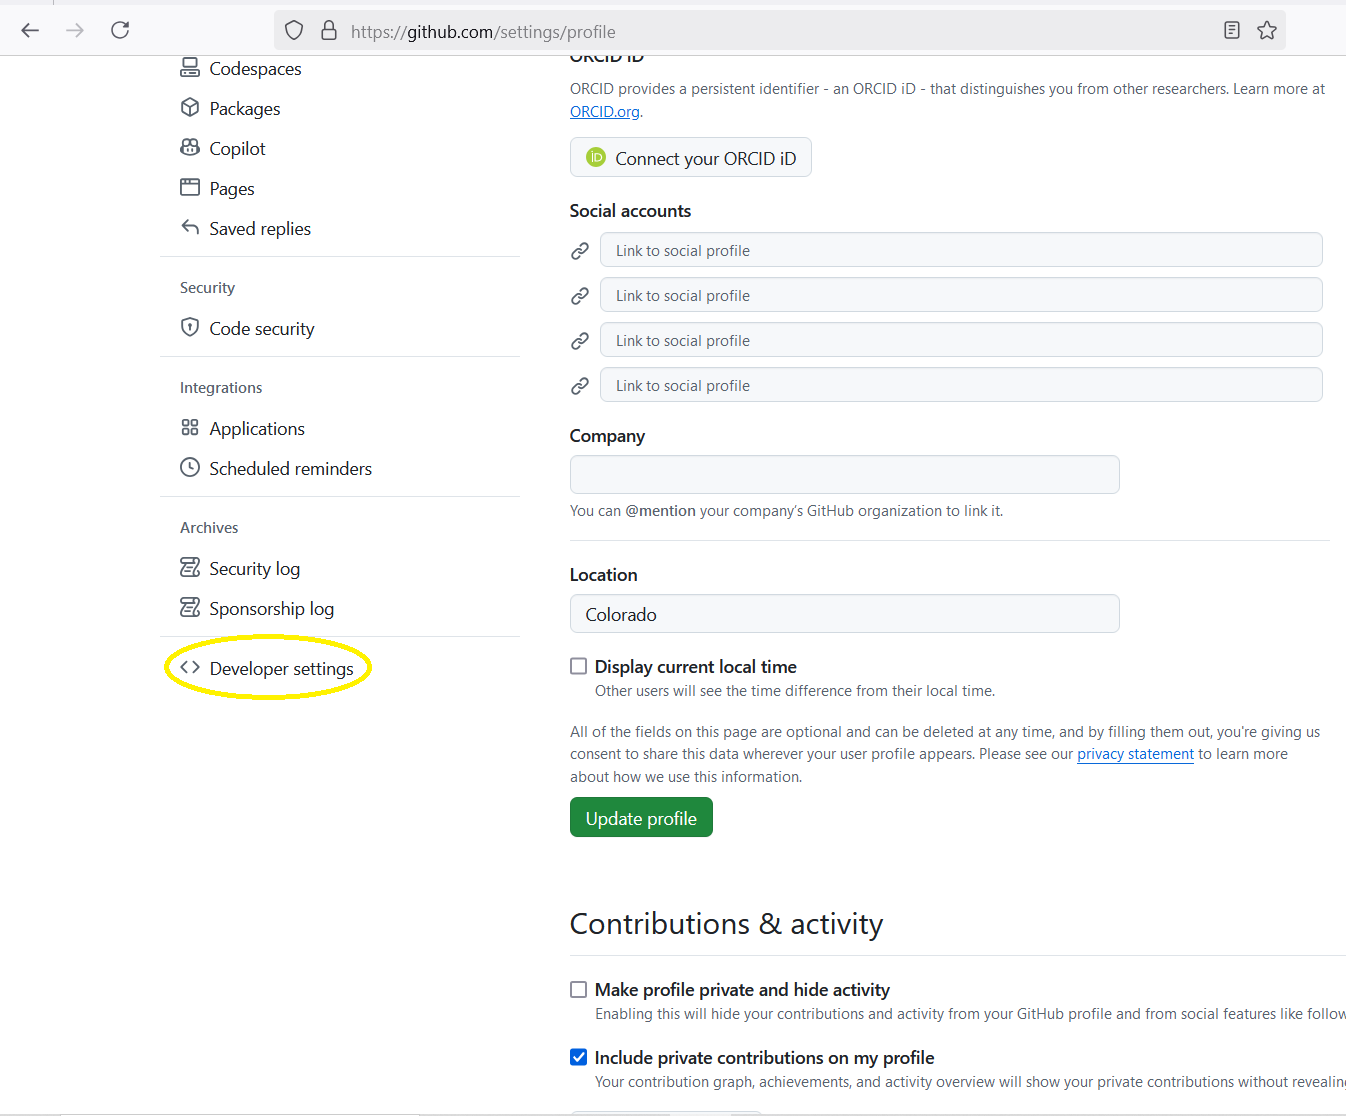 https://github.com/settings/profile
Codespaces
Packages
Copilot
Pages
Saved replies
Security
Code security
Integrations
Applications
Scheduled reminders
Archives
Security log
Sponsorship log
Developer settings
ORCID iD
ORCID provides a persistent identifier - an ORCID iD - that distinguishes you from other researchers. Learn more at
ORCID.org.
iD Connect your ORCID iD
Social accounts
Link to social profile
Link to social profile
Link to social profile
Link to social profile
Company
You can @mention your company's GitHub organization to link it.
Location
Colorado
Display current local time
Other users will see the time difference from their local time.
All of the fields on this page are optional and can be deleted at any time, and by filling them out, you're giving us
consent to share this data wherever your user profile appears. Please see our privacy statement to learn more
about how we use this information.
Update profile
Contributions & activity
Make profile private and hide activity
Enabling this will hide your contributions and activity from your GitHub profile and from social features like follow
Include private contributions on my profile
Your contribution graph, achievements, and activity overview will show your private contributions without revealing